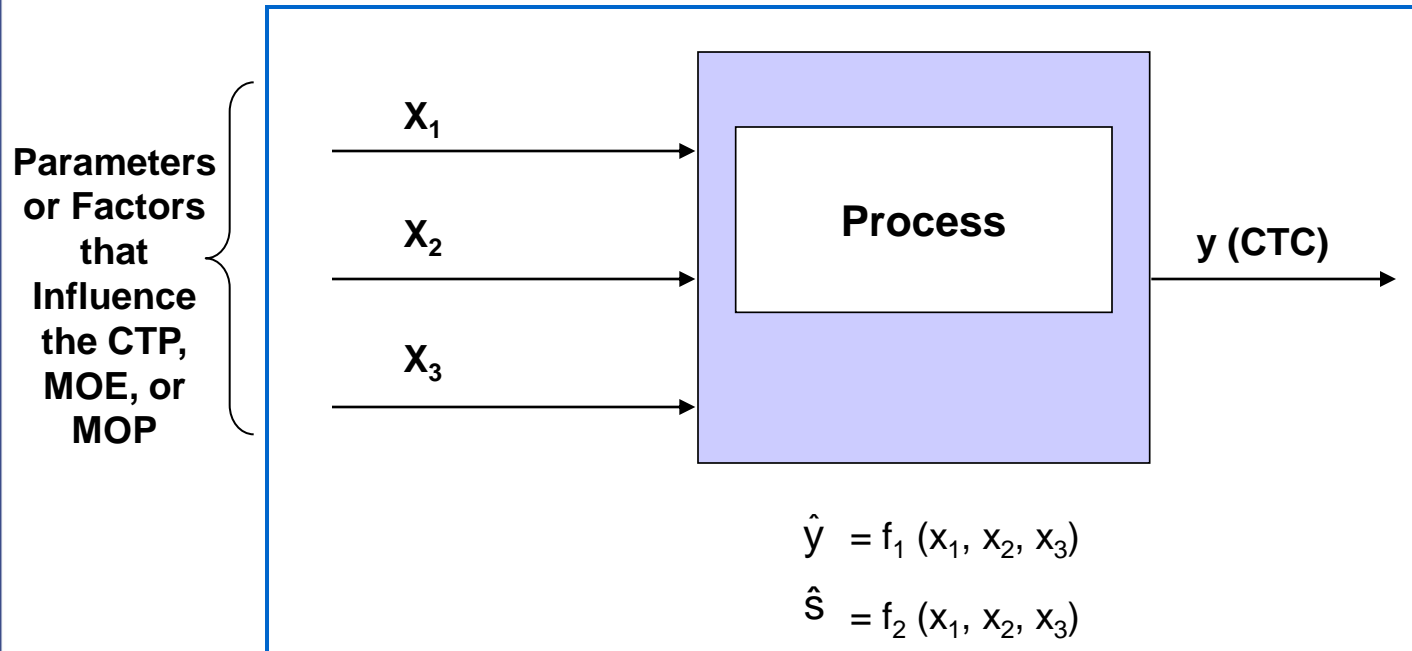 Parameters
or Factors
that
Influence
the CTP,
MOE, or
MOP
X₁
X₂
X₃
Process
y (CTC)
ŷ = f₁ (x₁, x₂, x₃)
ŝ = f₂ (x₁, x₂, x₃)